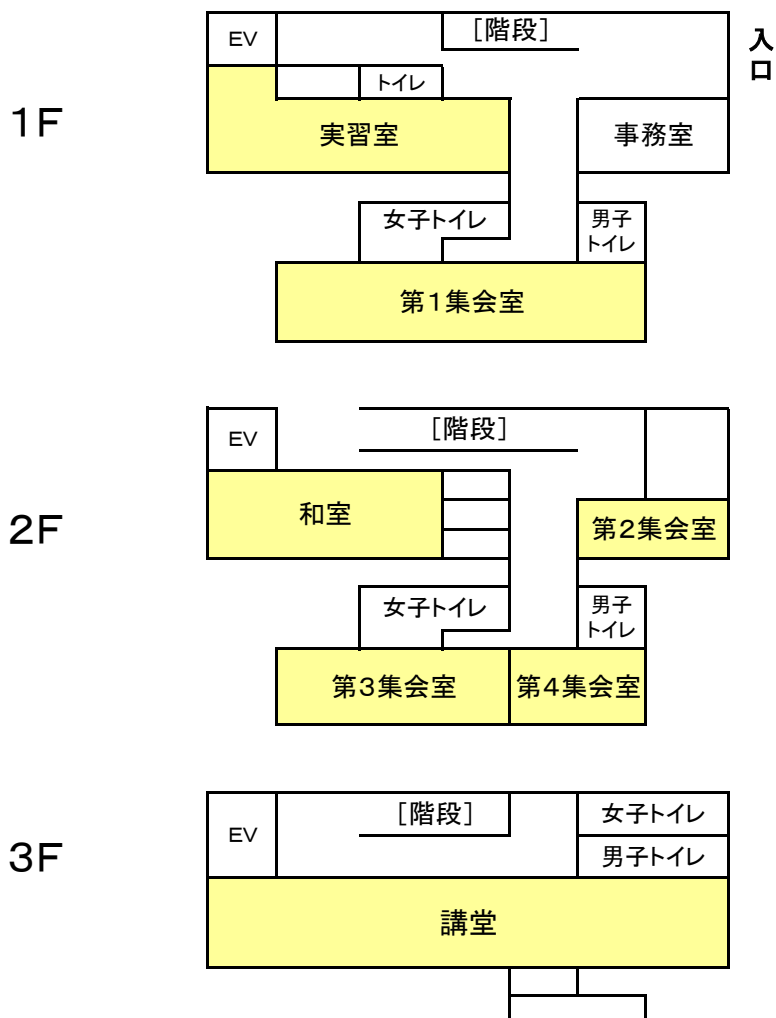 EV
[階段]
入
口
トイレ
1F
実習室
事務室
女子トイレ
男子
トイレ
第1集会室
EV
[階段]
2F
和室
第2集会室
女子トイレ
男子
トイレ
第3集会室
第4集会室
3F
EV
[階段]
女子トイレ
男子トイレ
講堂